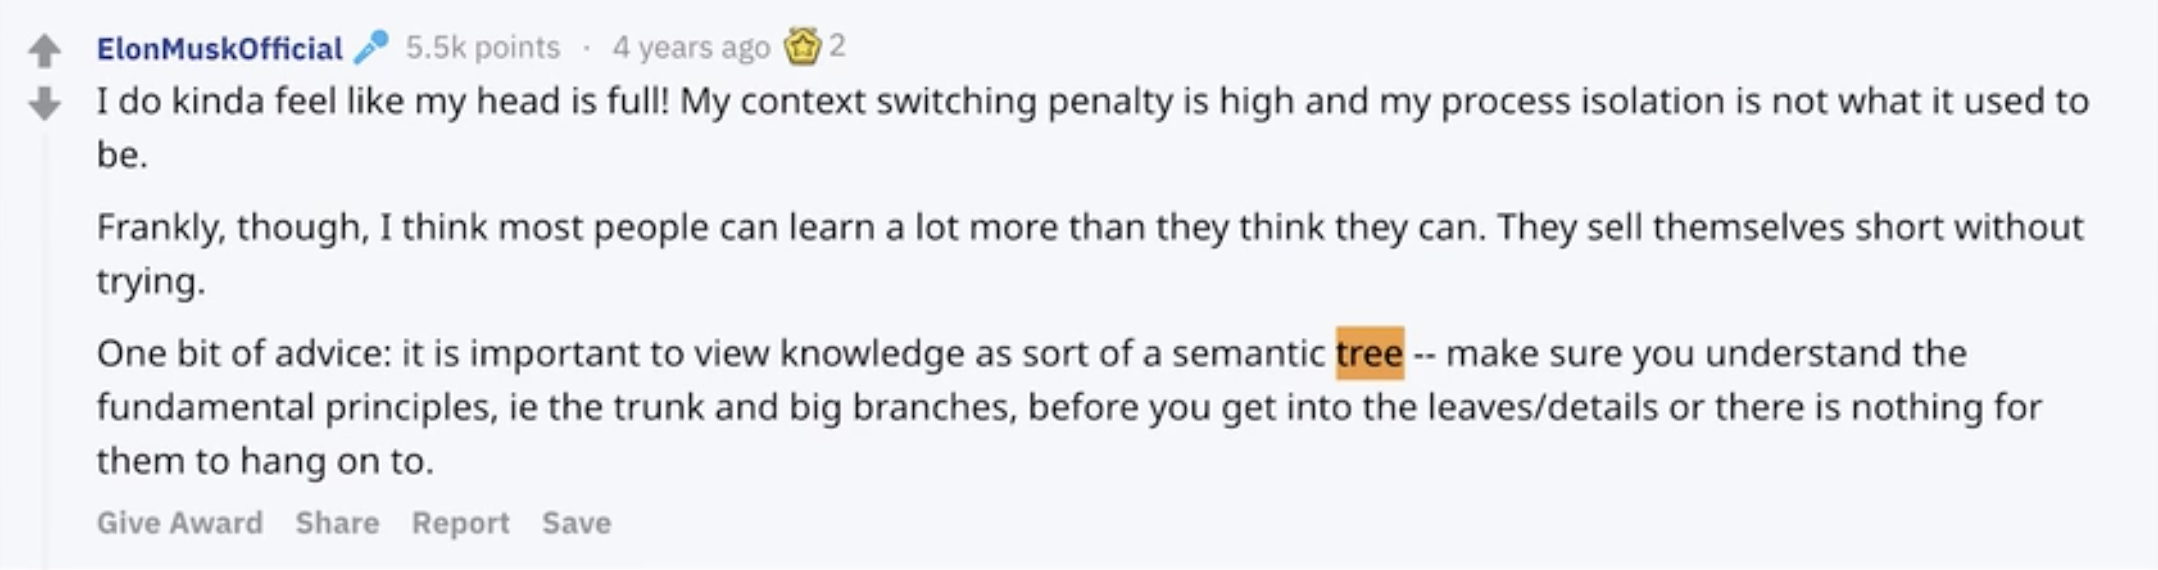 ElonMuskOfficial 5.5k points · 4 years ago 2
I do kinda feel like my head is full! My context switching penalty is high and my process isolation is not what it used to
be.
Frankly, though, I think most people can learn a lot more than they think they can. They sell themselves short without
trying.
One bit of advice: it is important to view knowledge as sort of a semantic tree -- make sure you understand the
fundamental principles, ie the trunk and big branches, before you get into the leaves/details or there is nothing for
them to hang on to.
Give Award Share Report Save